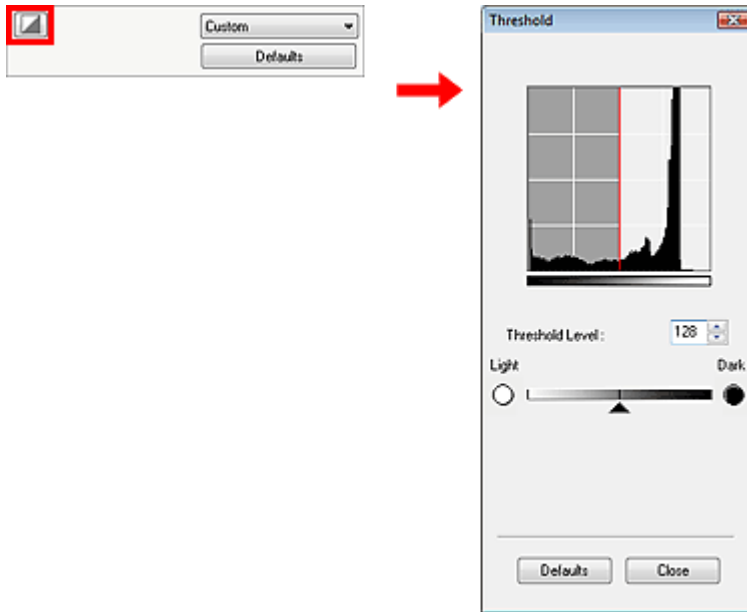 Custom
Defaults
Threshold
Threshold Level :
128
Light
Dark
Defaults
Close